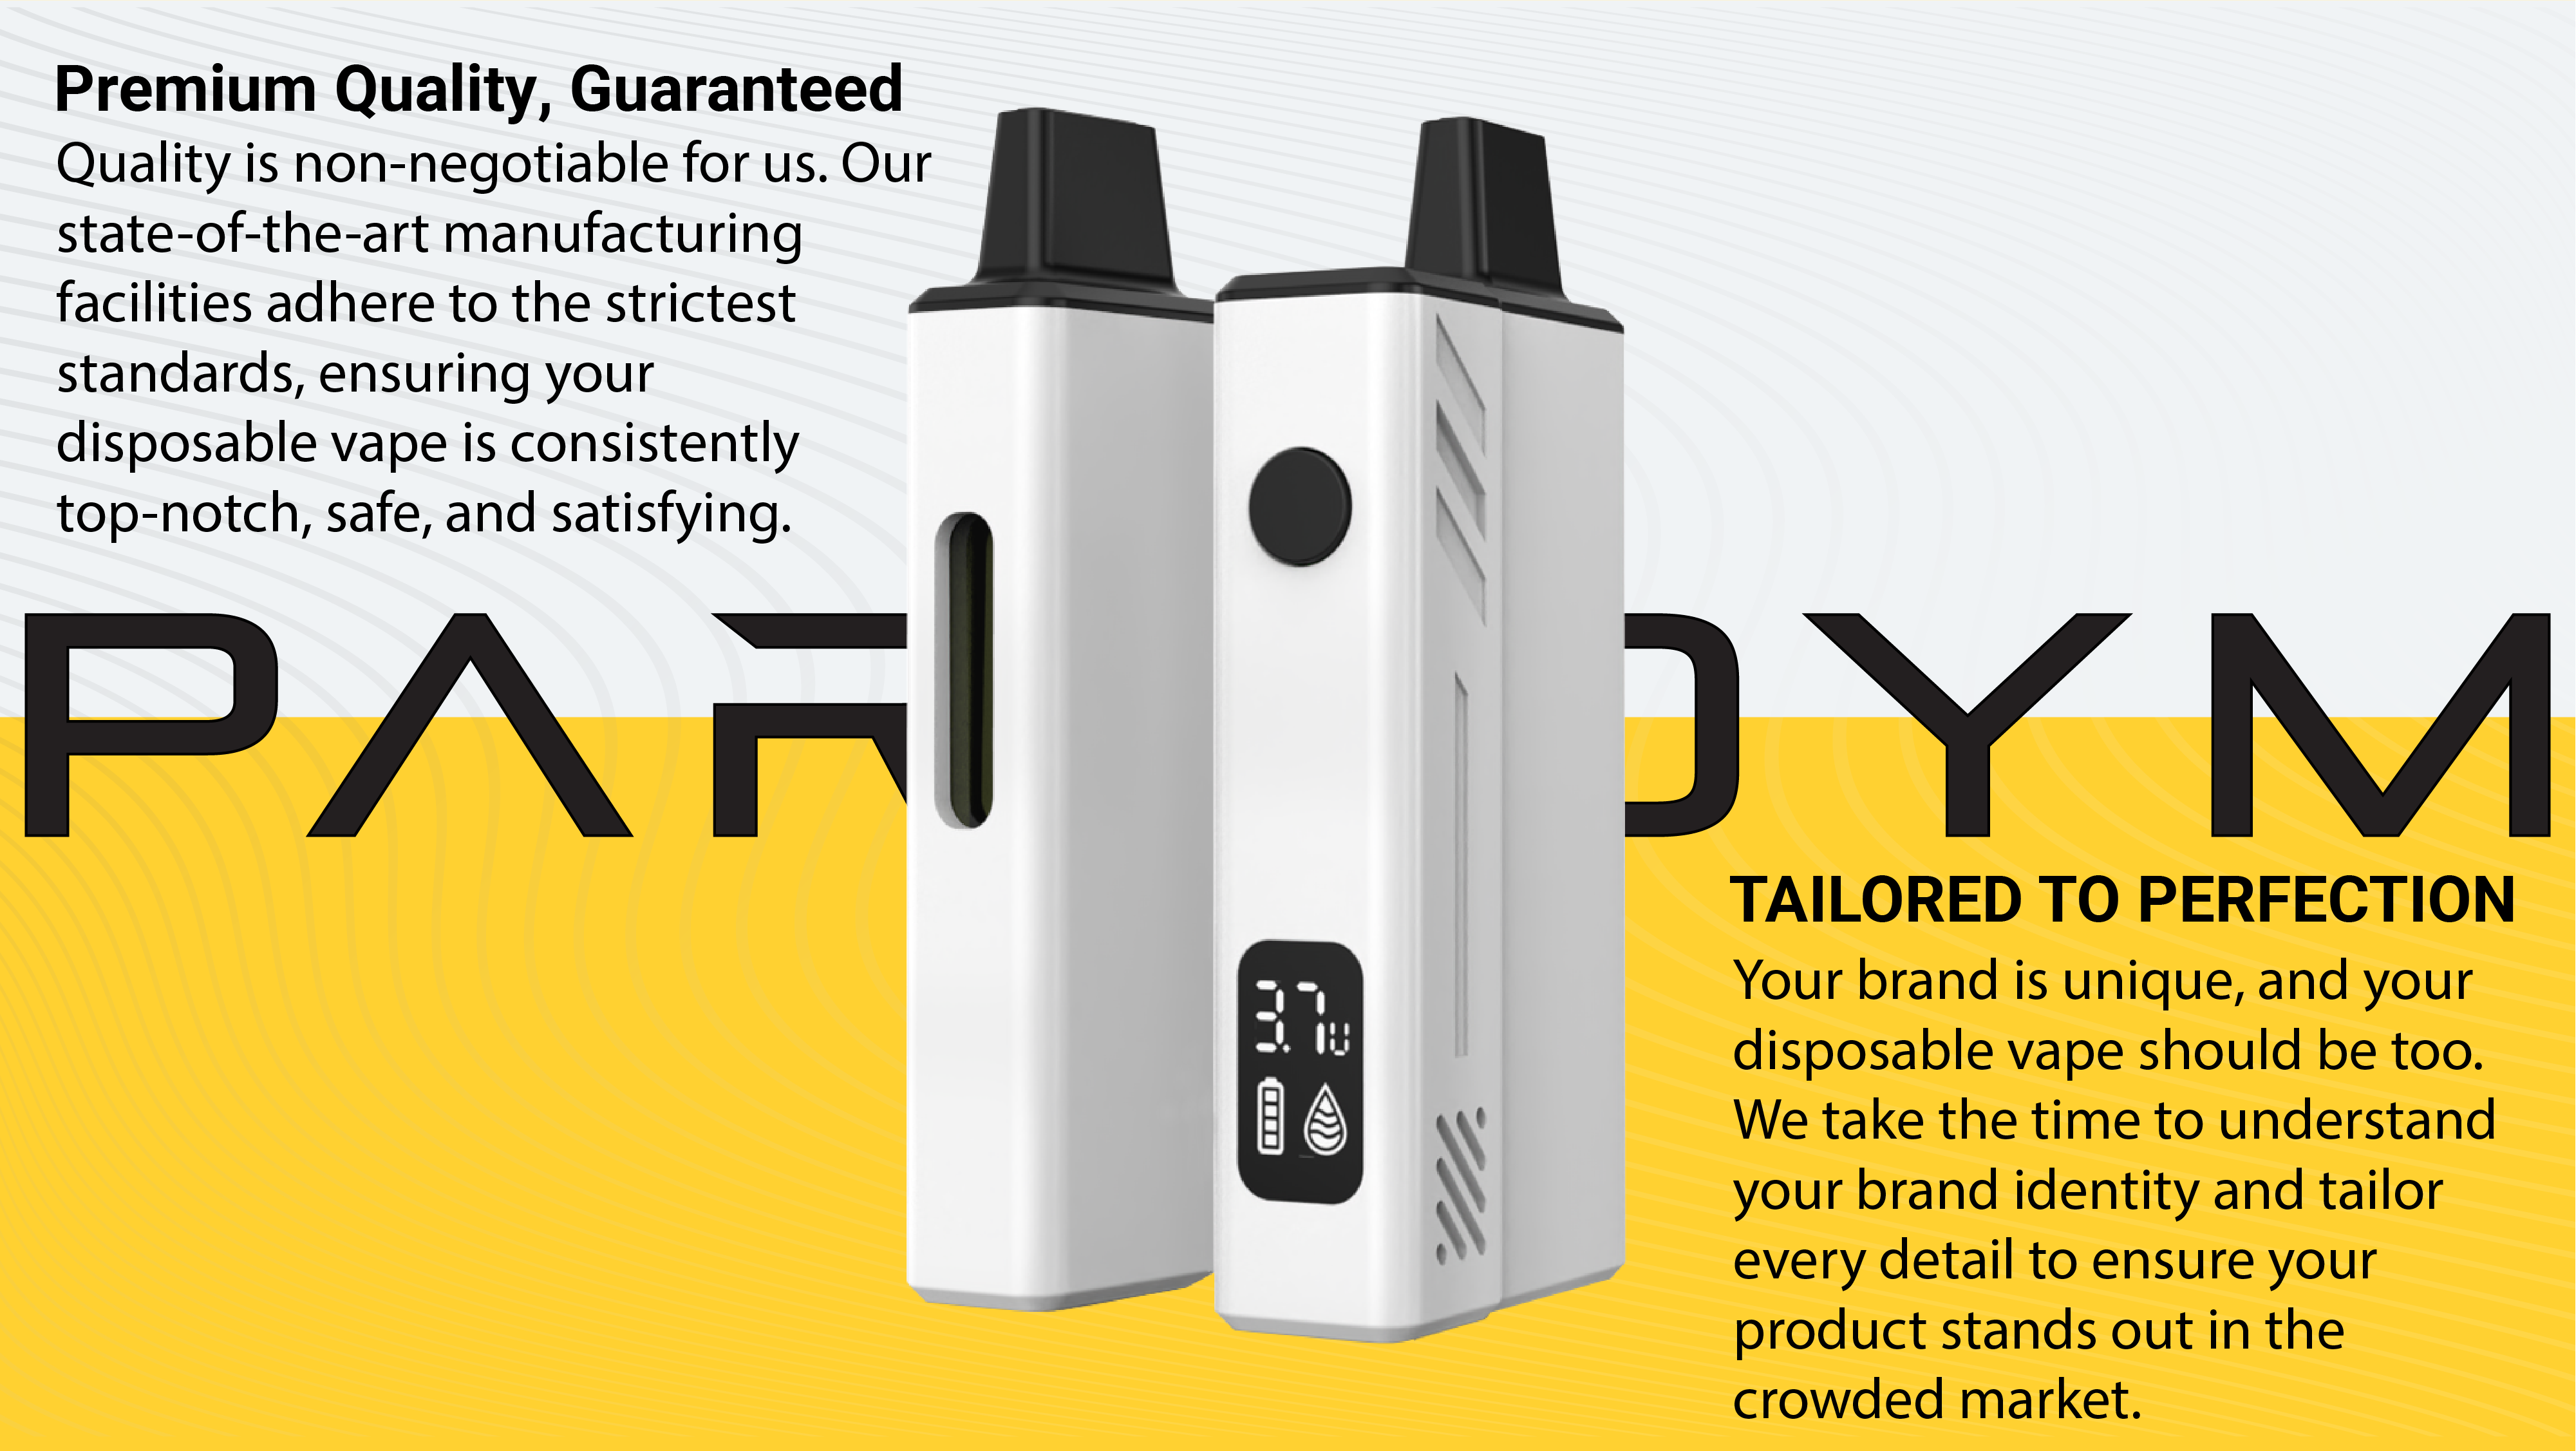 Premium Quality, Guaranteed
Quality is non-negotiable for us. Our
state-of-the-art manufacturing
facilities adhere to the strictest
standards, ensuring your
disposable vape is consistently
top-notch, safe, and satisfying.
3.7U
TAILORED TO PERFECTION
Your brand is unique, and your
disposable vape should be too.
We take the time to understand
your brand identity and tailor
every detail to ensure your
product stands out in the
crowded market.